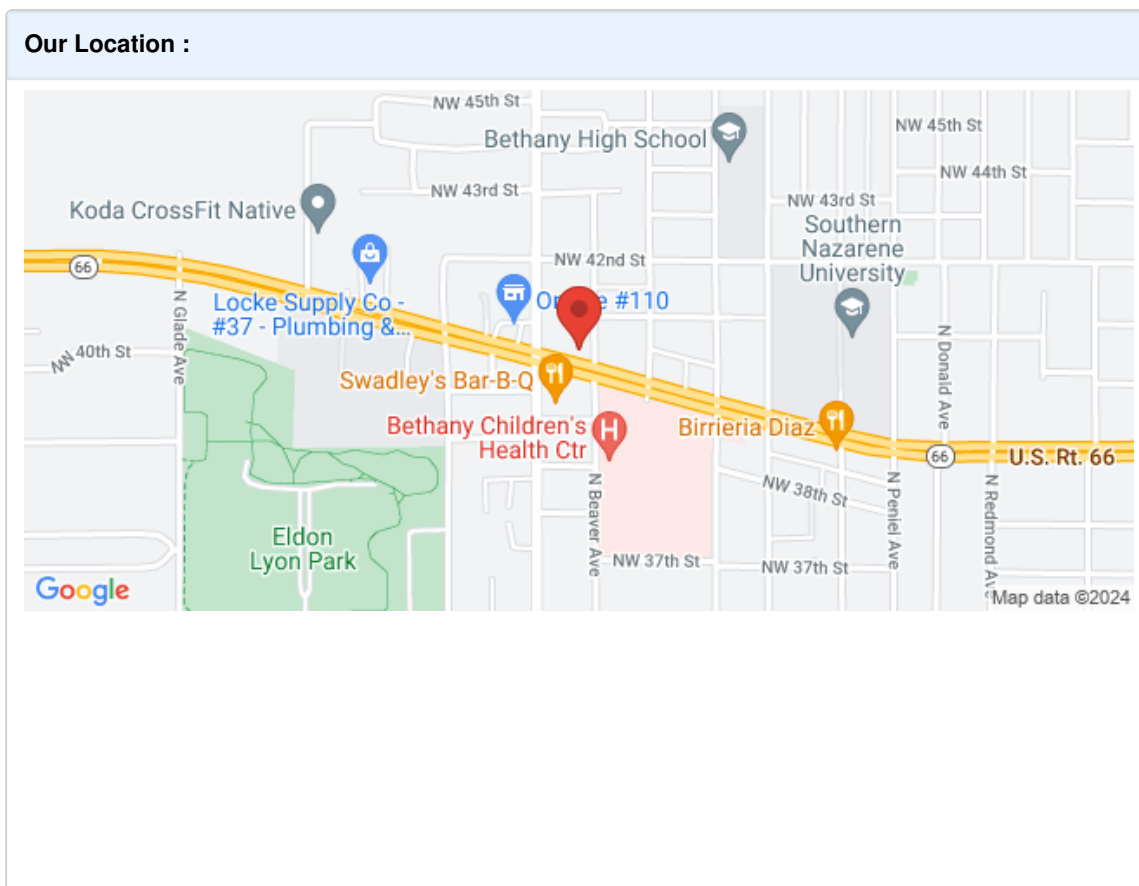 Our Location :
NW 45th St
Bethany High School
NW 45th St
NW 44th St
NW 43rd St
NW 43rd St
Koda CrossFit Native
Southern
Nazarene
University
NW 42nd St
66
N Glade Ave
Locke Supply Co -
#37 - Plumbing &...
#110
NW 40th St
N Donald Ave
Swadley's Bar-B-Q
Bethany Children's
Health Ctr
Birrieria Diaz
66
U.S. Rt. 66
NW 38th St
N Beaver Ave
N Peniel Ave
N Redmond Ave
Eldon
Lyon Park
NW 37th St
NW 37th St
Google
Map data ©2024